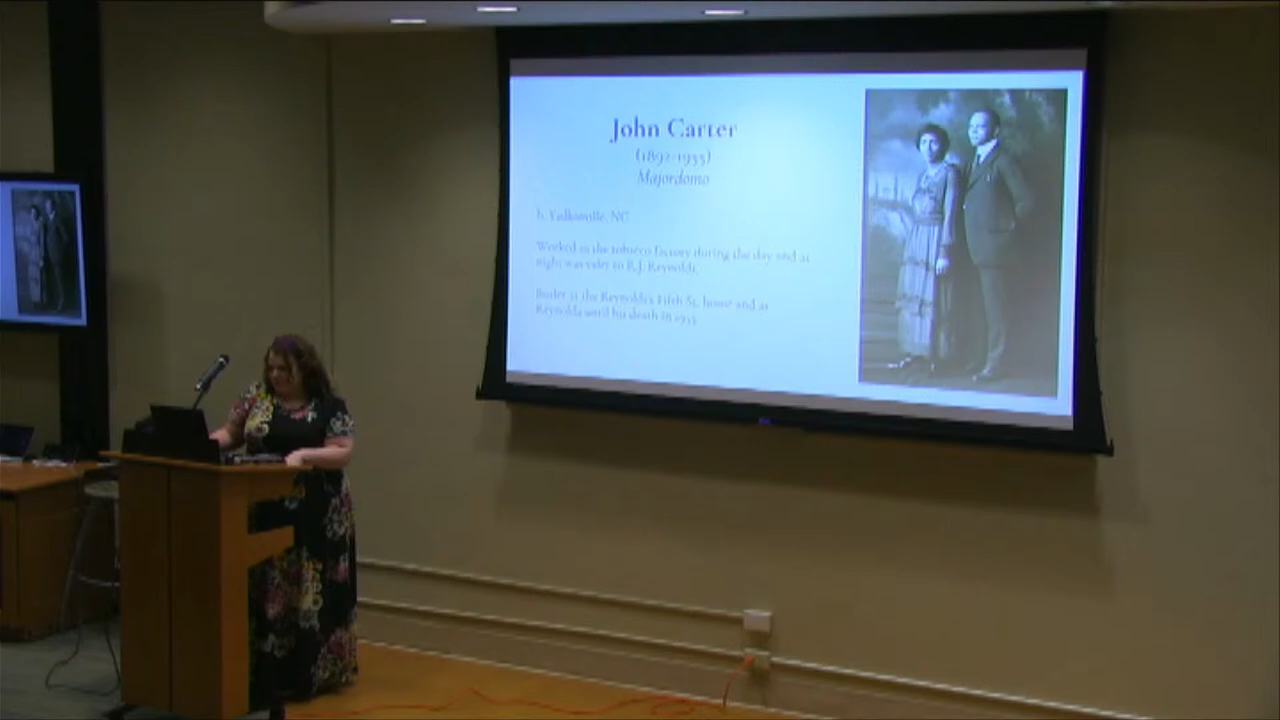 John Carter
(1892-1955)
Majordomo
b. Yadkinville, NC
Worked in the tobacco factory during the day and at
night was valet to R.J. Reynolds.
Butler at the Reynolds's Fifth St. house and at
Reynolda until his death in 1955